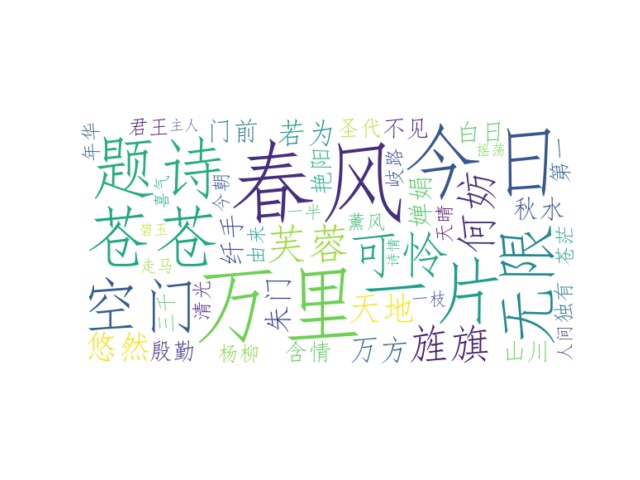 年华
君王
主人
门前
若为
圣代
不见
白日
摇荡
第一
题诗
喜气
今朝
春风
艳阳
岐路
今日
婵娟
天晴
何妨
秋水
苍苍
碧玉
走马
纤手
由来
一半
薰风
芙蓉
可怜
诗情
无限
苍茫
空门
三千
清光
万里
朱门
一片
天地
一枝
独有
人间
悠然
殷勤
杨柳
含情
万方
旌旗
山川